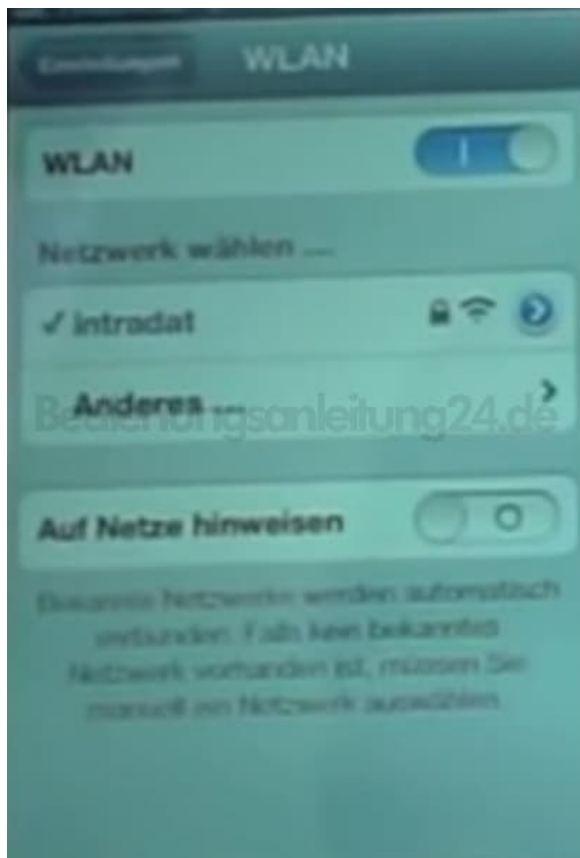 Einstellungen WLAN
WLAN
Netzwerk wählen ...
✓ intradat
Anderes ...
Bedienungsanleitung24.de
Auf Netze hinweisen
Bekannte Netzwerke werden automatisch
verbunden. Falls kein bekanntes
Netzwerk vorhanden ist, müssen Sie
manuell ein Netzwerk auswählen.